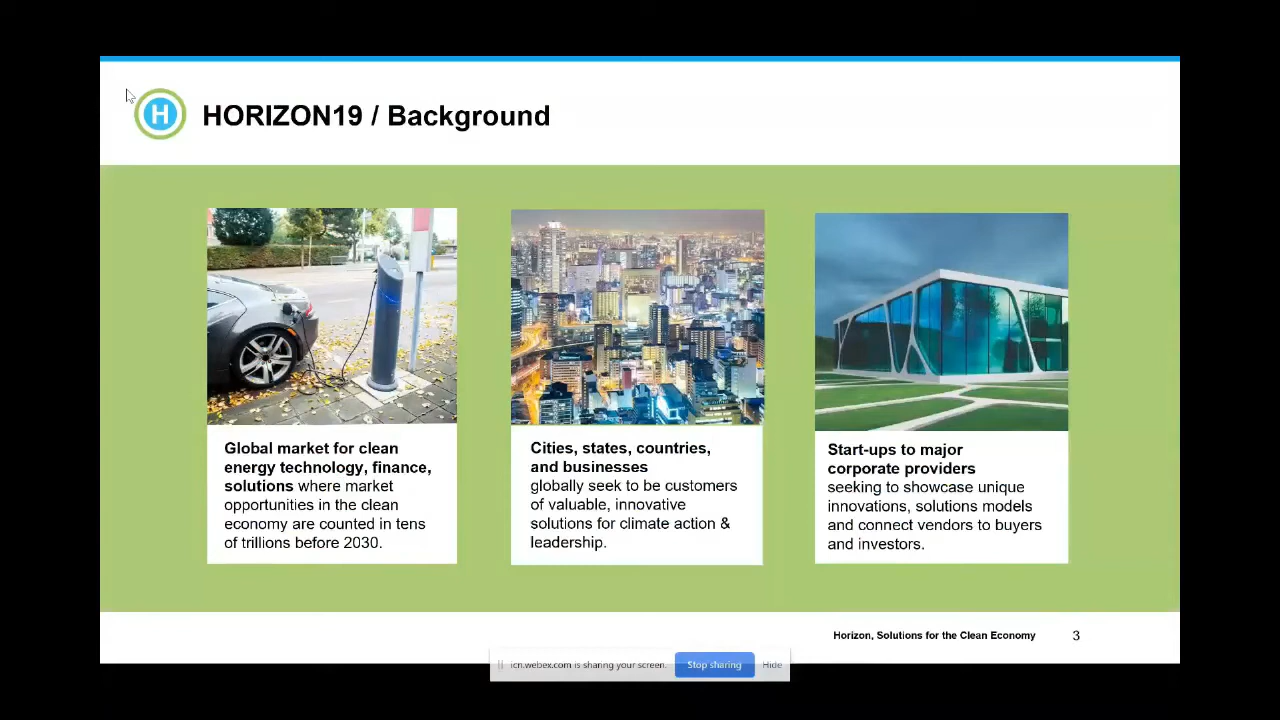 H
HORIZON19 / Background
Global market for clean
energy technology, finance,
solutions where market
opportunities in the clean
economy are counted in tens
of trillions before 2030.
Cities, states, countries,
and businesses
globally seek to be customers
of valuable, innovative
solutions for climate action &
leadership.
Start-ups to major
corporate providers
seeking to showcase unique
innovations, solutions models
and connect vendors to buyers
and investors.
Horizon, Solutions for the Clean Economy 3
icn.webex.com is sharing your screen. Stop sharing Hide